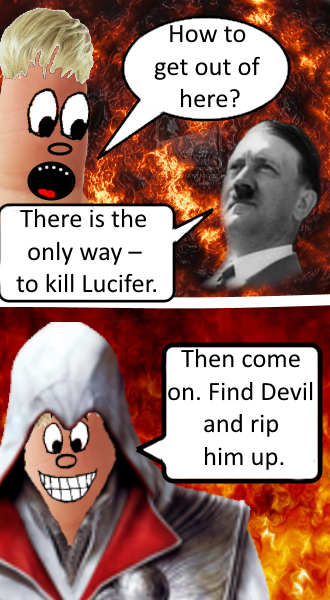 How to
get out of
here?
There is the
only way –
to kill Lucifer.
Then come
on. Find Devil
and rip
him up.